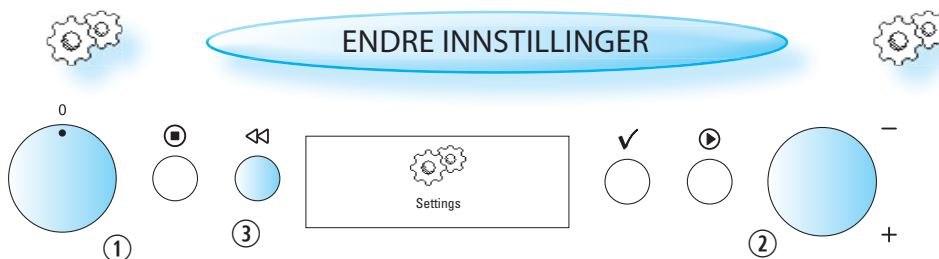 ENDRE INNSTILLINGER
0
Settings
−
+
① ③ ②